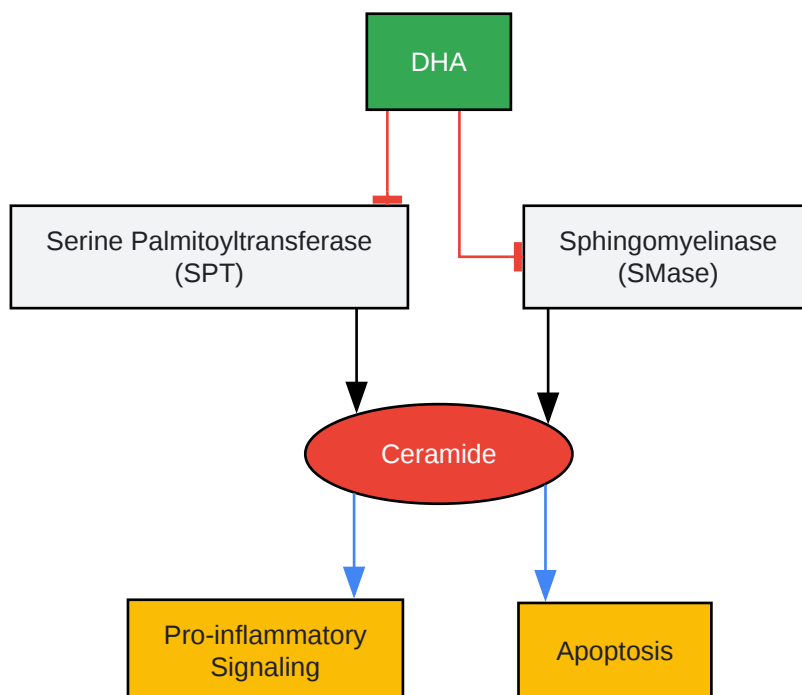 DHA
Serine Palmitoyltransferase
(SPT)
Sphingomyelinase
(SMase)
Ceramide
Pro-inflammatory
Signaling
Apoptosis